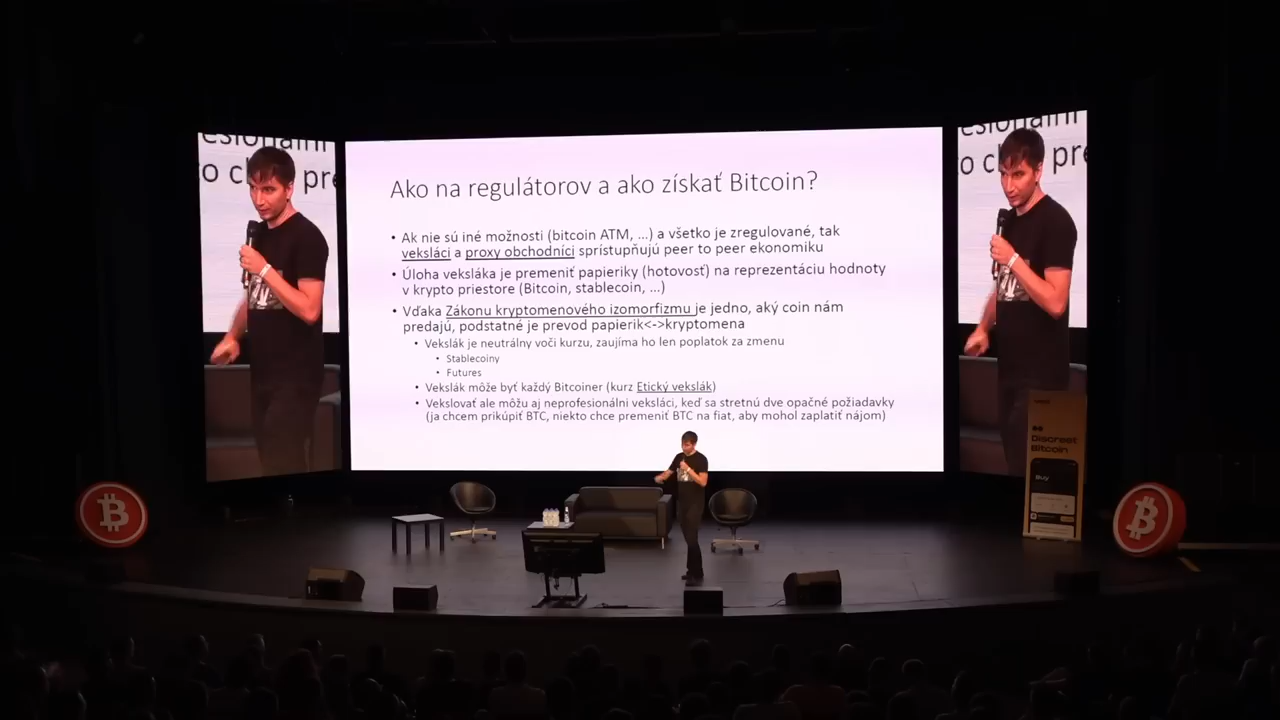 Ako na regulátorov a ako získať Bitcoin?
• Ak nie sú iné možnosti (bitcoin ATM, ...) a všetko je zregulované, tak
veksláci a proxy obchodníci sprístupňujú peer to peer ekonomiku
• Úloha veksláka je premeniť papieriky (hotovosť) na reprezentáciu hodnoty
v krypto priestore (Bitcoin, stablecoin, ...)
• Vďaka Zákonu kryptomenového izomorfizmu je jedno, aký coin nám
predajú, podstatné je prevod papierik<->kryptomena
• Vekslák je neutrálny voči kurzu, zaujíma ho len poplatok za zmenu
• Stablecoiny
• Futures
• Vekslák môže byť každý Bitcoiner (kurz Etický vekslák)
• Vekslovať ale môžu aj neprofesionálni veksláci, keď sa stretnú dve opačné požiadavky
(ja chcem prikúpiť BTC, niekto chce premeniť BTC na fiat, aby mohol zaplatiť nájom)
Discreet
Bitcoin
Buy